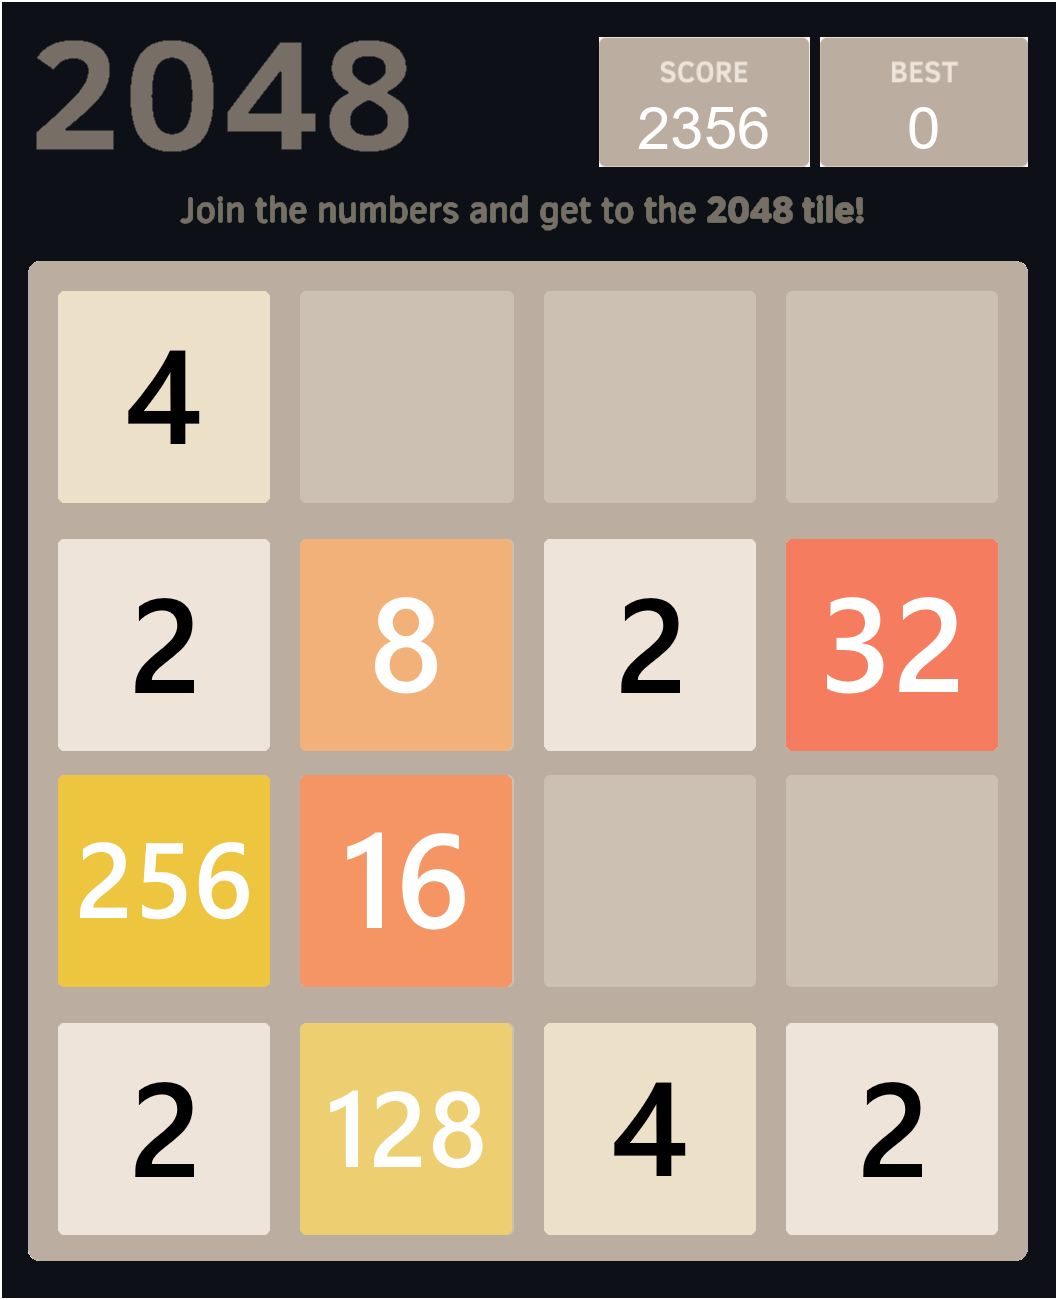 2048
SCORE BEST
2356 0
Join the numbers and get to the 2048 tile!
4
2 8 2 32
256 16
2 128 4 2